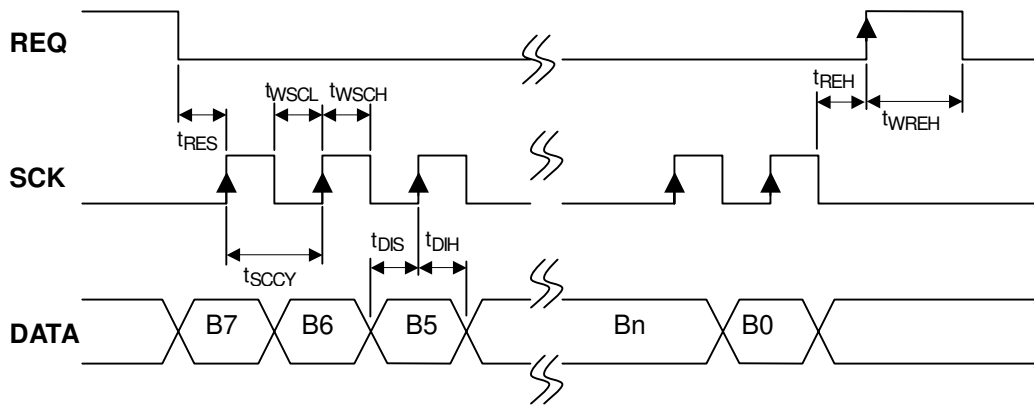 REQ
tREH
tWREH
tWSCL tWSCH
tRES
SCK
tDIS tDIH
tSCCY
DATA B7 B6 B5 Bn B0